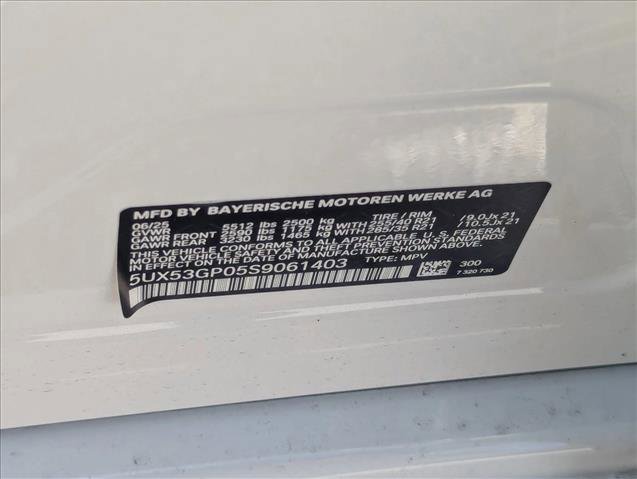 MFD BY BAYERISCHE MOTOREN WERKE AG
06/25 5512 lbs 2500 kg TIRE / RIM
GVWR 2590 lbs 1175 kg WITH 255/40 R21 /9.0Jx 21
GAWR FRONT 3230 lbs 1465 kg WITH 285/35 R21 /10.5Jx 21
GAWR REAR
THIS VEHICLE CONFORMS TO ALL APPLICABLE U.S. FEDERAL
MOTOR VEHICLE SAFETY AND THEFT PREVENTION STANDARDS
IN EFFECT ON THE DATE OF MANUFACTURE SHOWN ABOVE.
5UX53GP05S9061403 TYPE: MPV
300
7 320 730